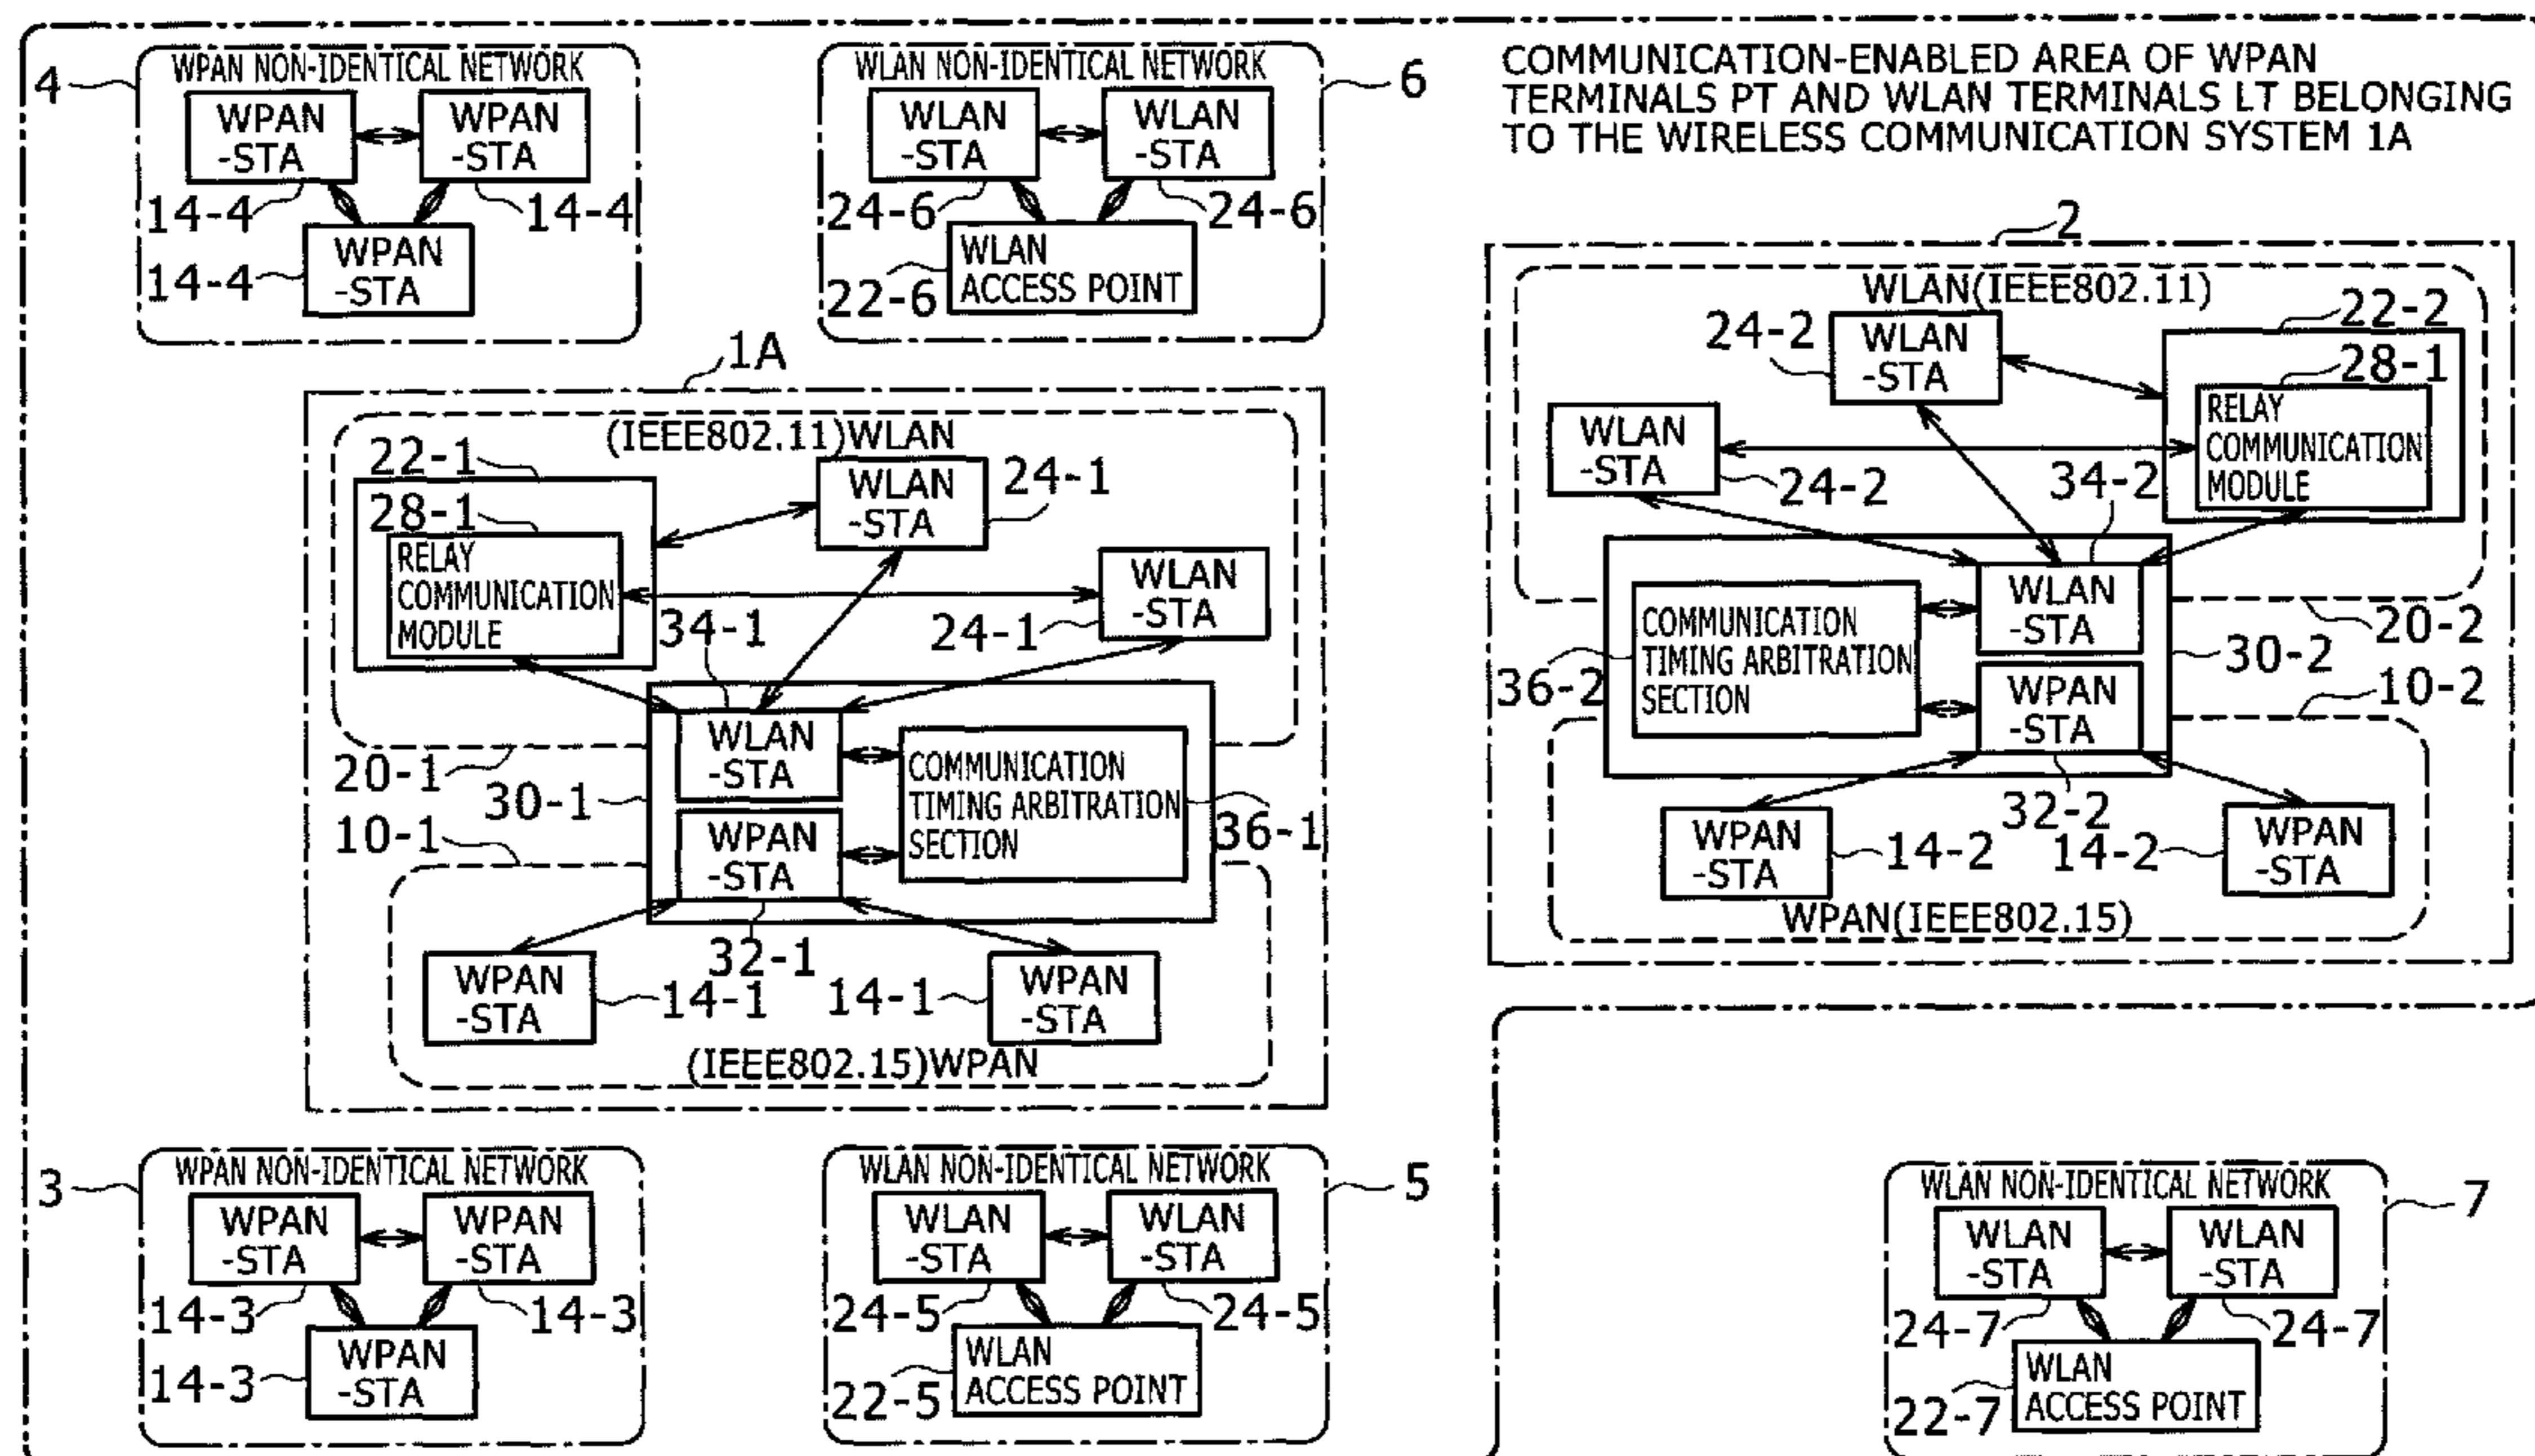 COMMUNICATION-ENABLED AREA OF WPAN
TERMINALS PT AND WLAN TERMINALS LT BELONGING
TO THE WIRELESS COMMUNICATION SYSTEM 1A
4
WPAN NON-IDENTICAL NETWORK
WPAN
-STA
WPAN
-STA
14-4
14-4
WPAN
-STA
14-4
6
WLAN NON-IDENTICAL NETWORK
WLAN
-STA
WLAN
-STA
24-6
24-6
WLAN
ACCESS POINT
22-6
1A
(IEEE802.11)WLAN
22-1
28-1
RELAY
COMMUNICATION
MODULE
WLAN
-STA
24-1
WLAN
-STA
24-1
34-1
20-1
30-1
WLAN
-STA
COMMUNICATION
TIMING ARBITRATION
SECTION
36-1
WPAN
-STA
10-1
32-1
WPAN
-STA
14-1
14-1
WPAN
-STA
(IEEE802.15)WPAN
2
WLAN(IEEE802.11)
24-2
WLAN
-STA
22-2
28-1
RELAY
COMMUNICATION
MODULE
WLAN
-STA
24-2
34-2
COMMUNICATION
TIMING ARBITRATION
SECTION
36-2
WLAN
-STA
20-2
30-2
WPAN
-STA
10-2
32-2
WPAN
-STA
14-2
14-2
WPAN
-STA
WPAN(IEEE802.15)
3
WPAN NON-IDENTICAL NETWORK
WPAN
-STA
WPAN
-STA
14-3
14-3
WPAN
-STA
14-3
5
WLAN NON-IDENTICAL NETWORK
WLAN
-STA
WLAN
-STA
24-5
24-5
WLAN
ACCESS POINT
22-5
7
WLAN NON-IDENTICAL NETWORK
WLAN
-STA
WLAN
-STA
24-7
24-7
WLAN
ACCESS POINT
22-7